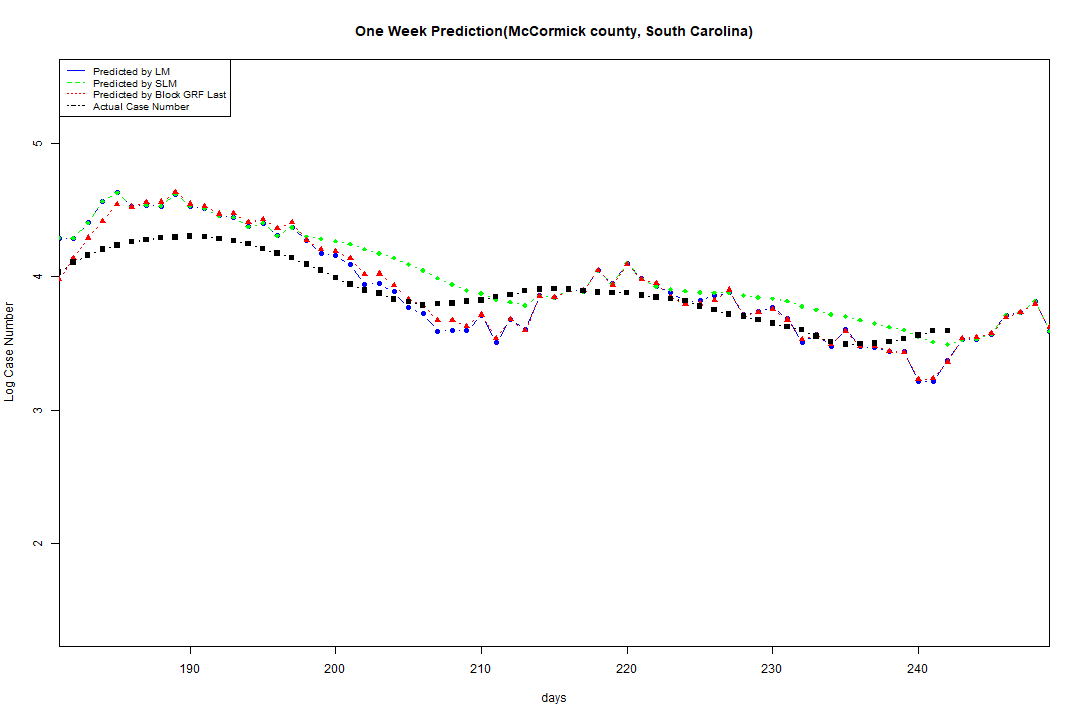 One Week Prediction(McCormick county, South Carolina)
Predicted by LM
Predicted by SLM
Predicted by Block GRF Last
Actual Case Number
5
4
3
2
Log Case Number
190 200 210 220 230 240
days